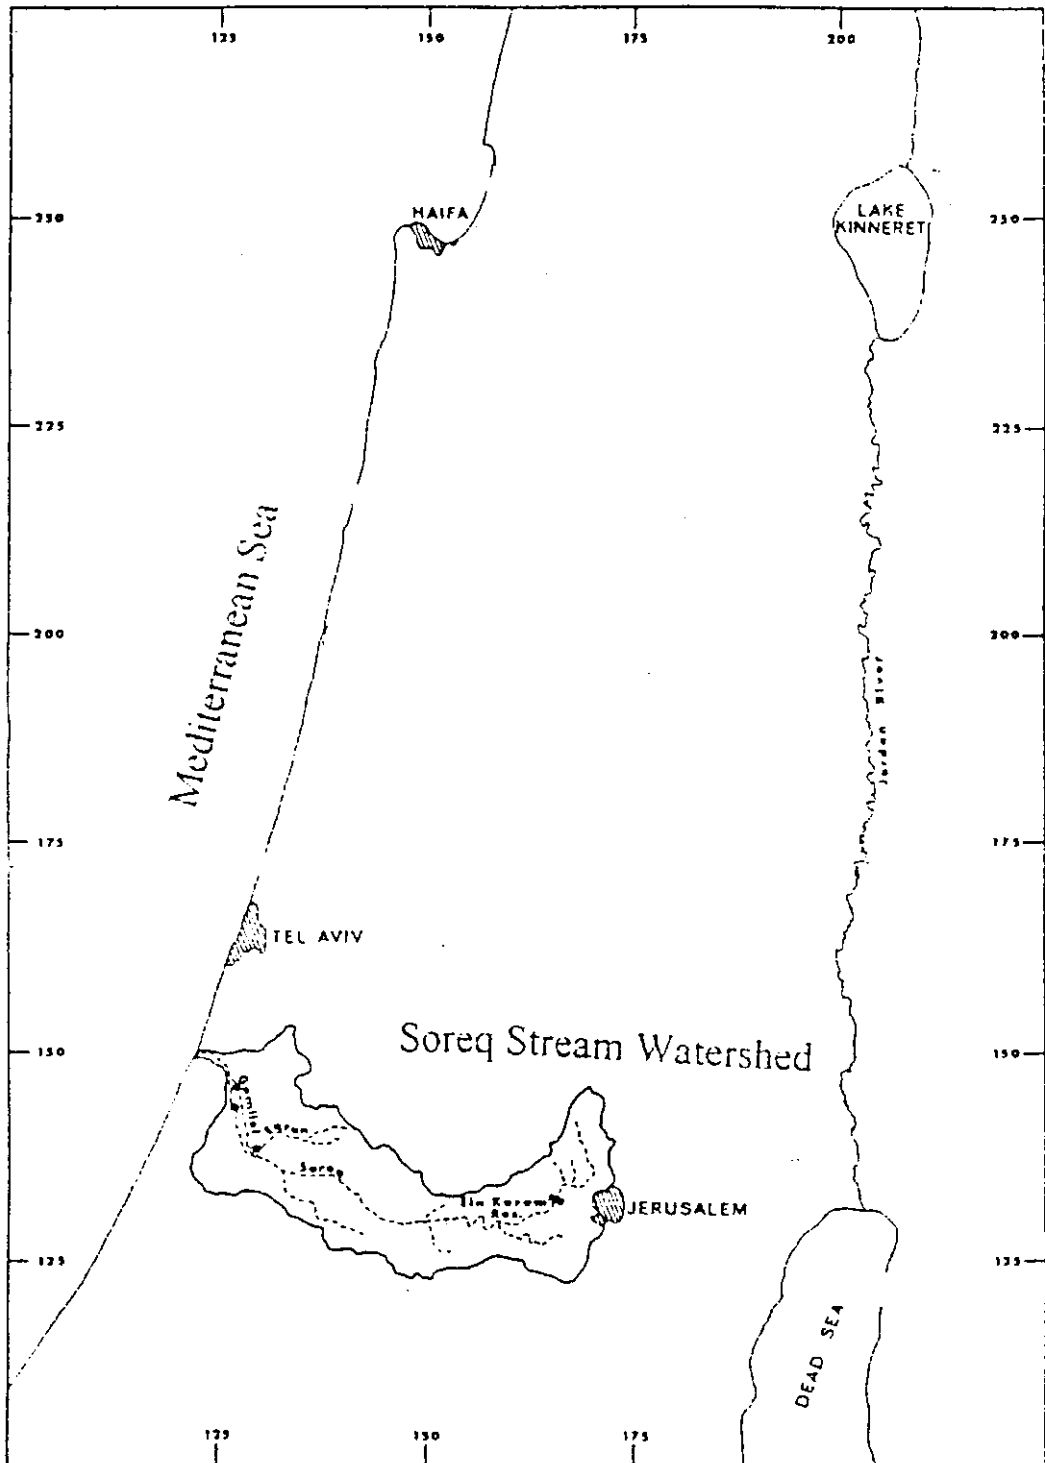 125 150 175 200
HAIFA
LAKE
KINNERET
250 250
225 225
Mediterranean Sea
200 200
Jordan River
175 175
TEL AVIV
Soreq Stream Watershed
150 150
Soreq
JERUSALEM
125 125
DEAD SEA
125 150 175